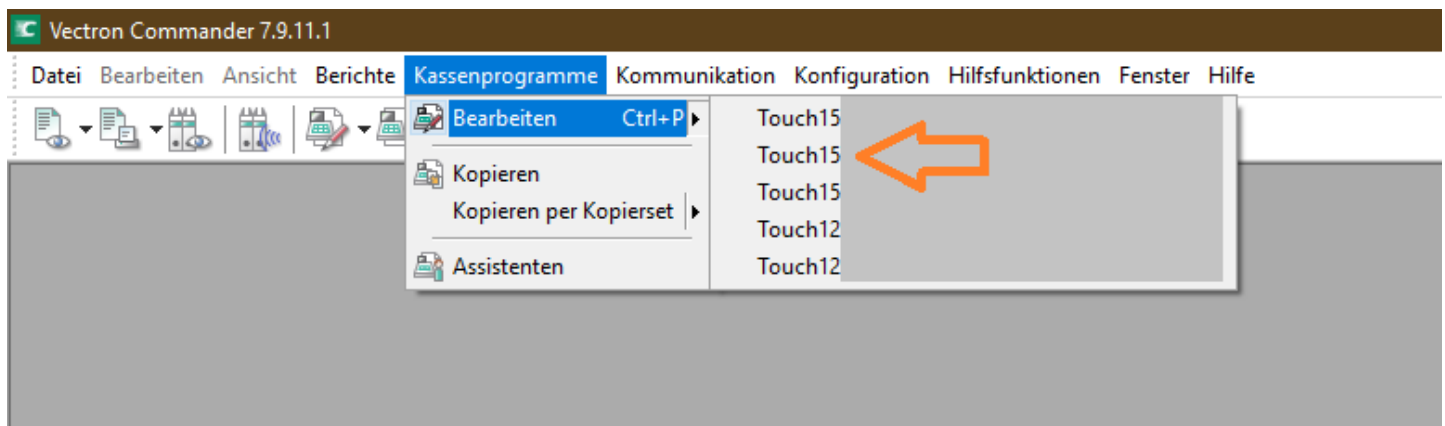 Vectron Commander 7.9.11.1
Datei Bearbeiten Ansicht Berichte Kassenprogramme Kommunikation Konfiguration Hilfsfunktionen Fenster Hilfe
Bearbeiten Ctrl+P
Kopieren
Kopieren per Kopierset
Assistenten
Touch15
Touch15
Touch15
Touch12
Touch12